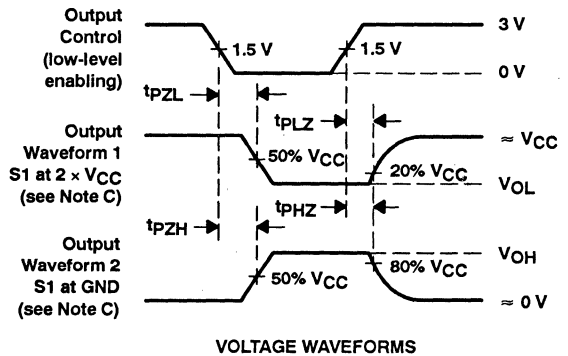 Output
Control
(low-level
enabling)
3 V
1.5 V
1.5 V
0 V
tPZL
tPLZ
Output
Waveform 1
S1 at 2 × VCC
(see Note C)
≈ VCC
50% VCC
20% VCC
VOL
tPZH
tPHZ
Output
Waveform 2
S1 at GND
(see Note C)
VOH
50% VCC
80% VCC
≈ 0 V
VOLTAGE WAVEFORMS